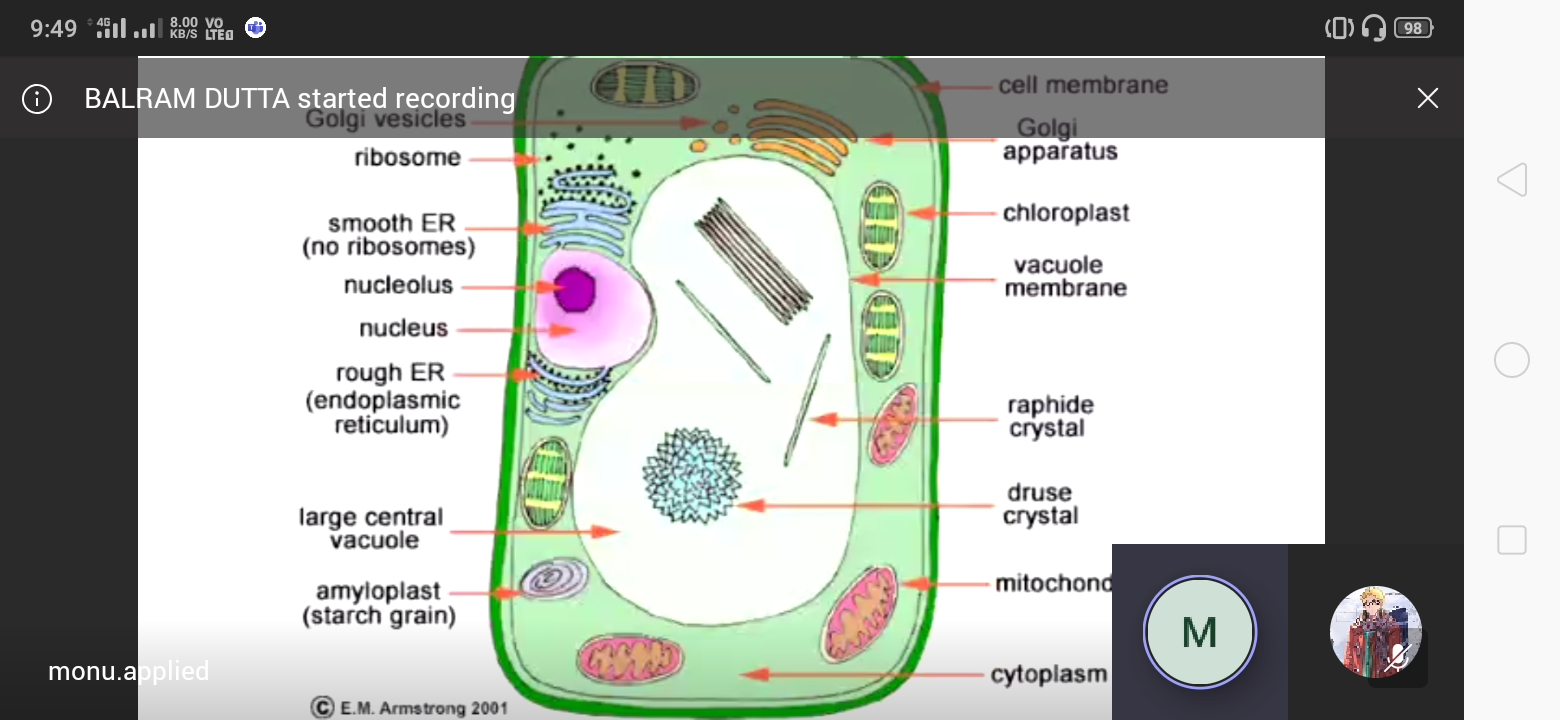 9:49
4G
8.00
KB/S
VO
LTE
98
BALRAM DUTTA started recording
cell membrane
Golgi vesicles
Golgi
apparatus
ribosome
chloroplast
smooth ER
(no ribosomes)
vacuole
membrane
nucleolus
nucleus
rough ER
(endoplasmic
reticulum)
raphide
crystal
druse
crystal
large central
vacuole
mitochond
amyloplast
(starch grain)
M
monu.applied
cytoplasm
© E.M. Armstrong 2001